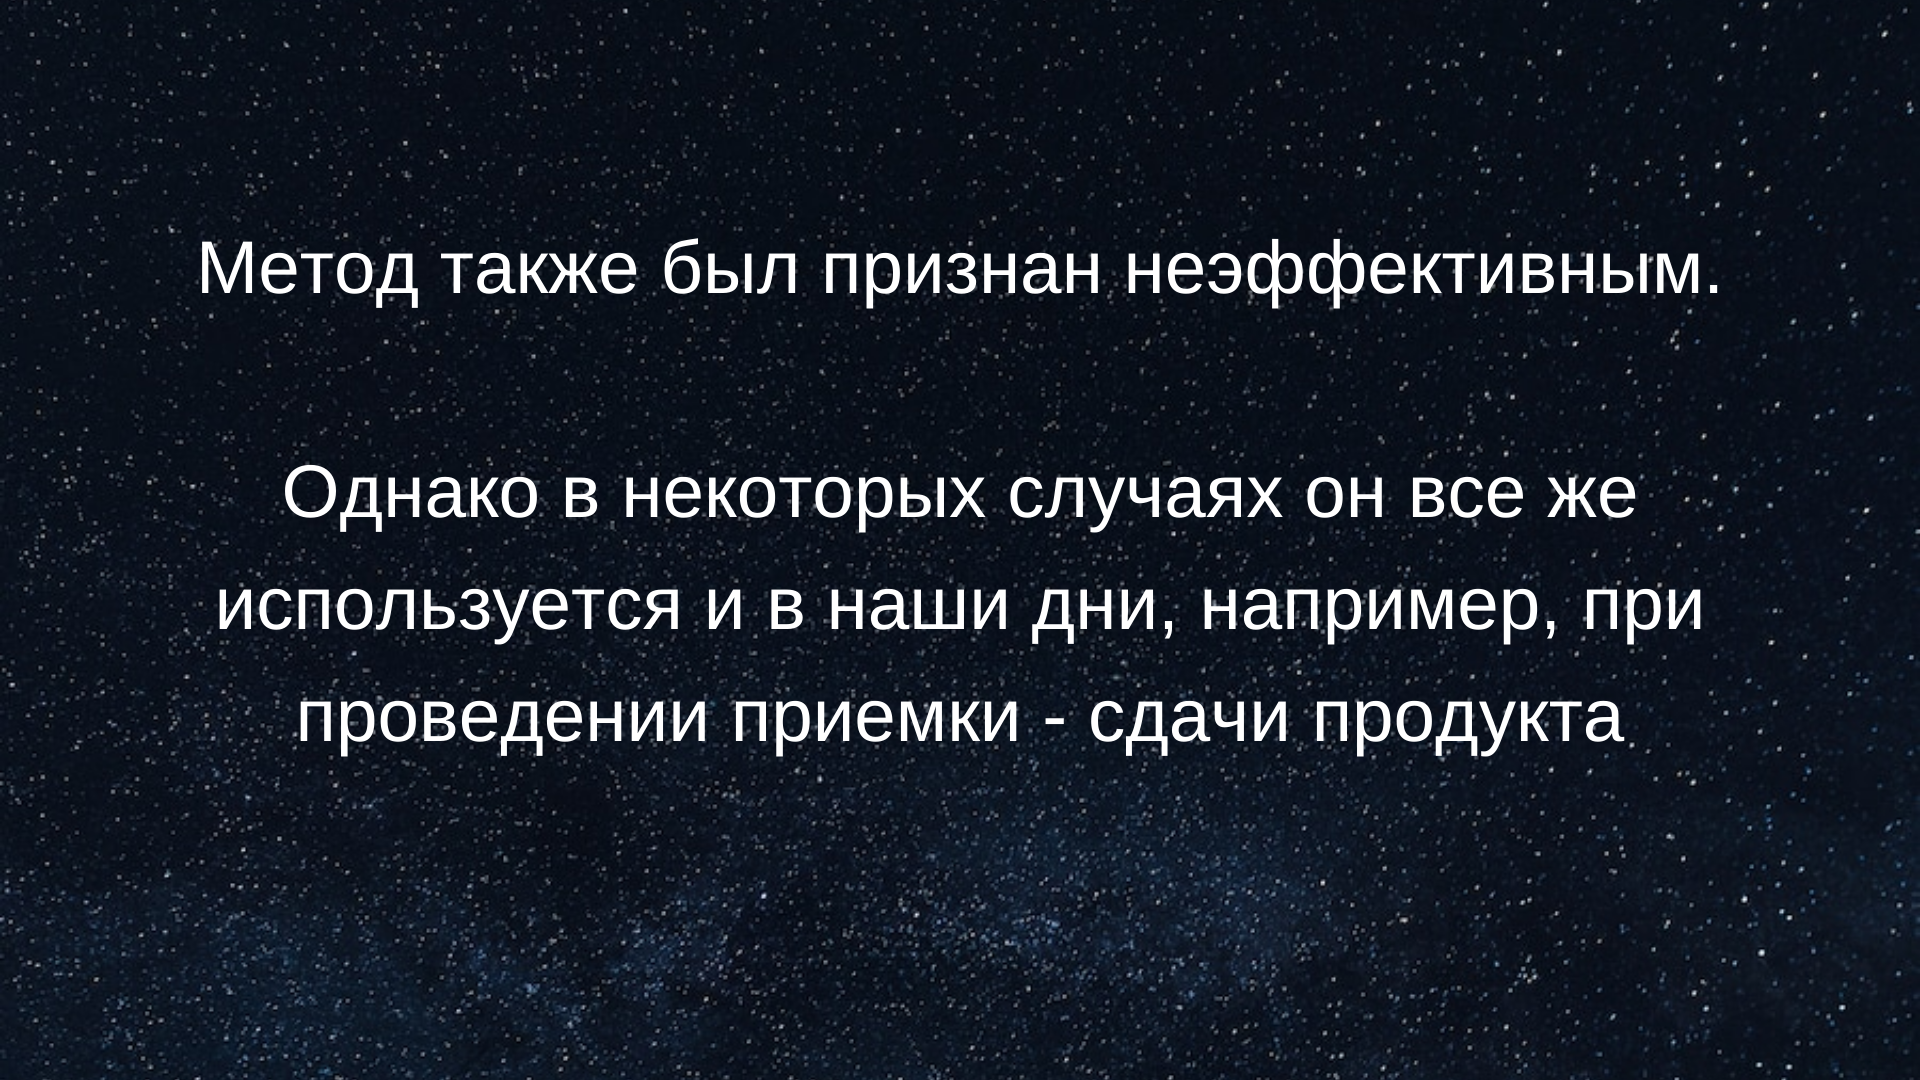 Метод также был признан неэффективным.
Однако в некоторых случаях он все же
используется и в наши дни, например, при
проведении приемки - сдачи продукта